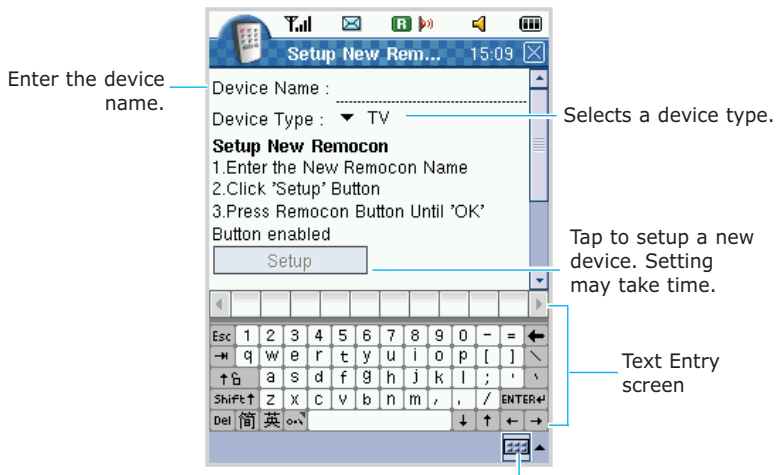 R
Setup New Rem... 15:09
Enter the device
name.
Device Name :
Device Type : TV
Selects a device type.
Setup New Remocon
1.Enter the New Remocon Name
2.Click 'Setup' Button
3.Press Remocon Button Until 'OK'
Button enabled
Setup
Tap to setup a new
device. Setting
may take time.
Esc 1 2 3 4 5 6 7 8 9 0 - = 
q w e r t y u i o p [ ] \
a s d f g h j k l ; '
Shift z x c v b n m , . / ENTER
Del 简 英
Text Entry
screen